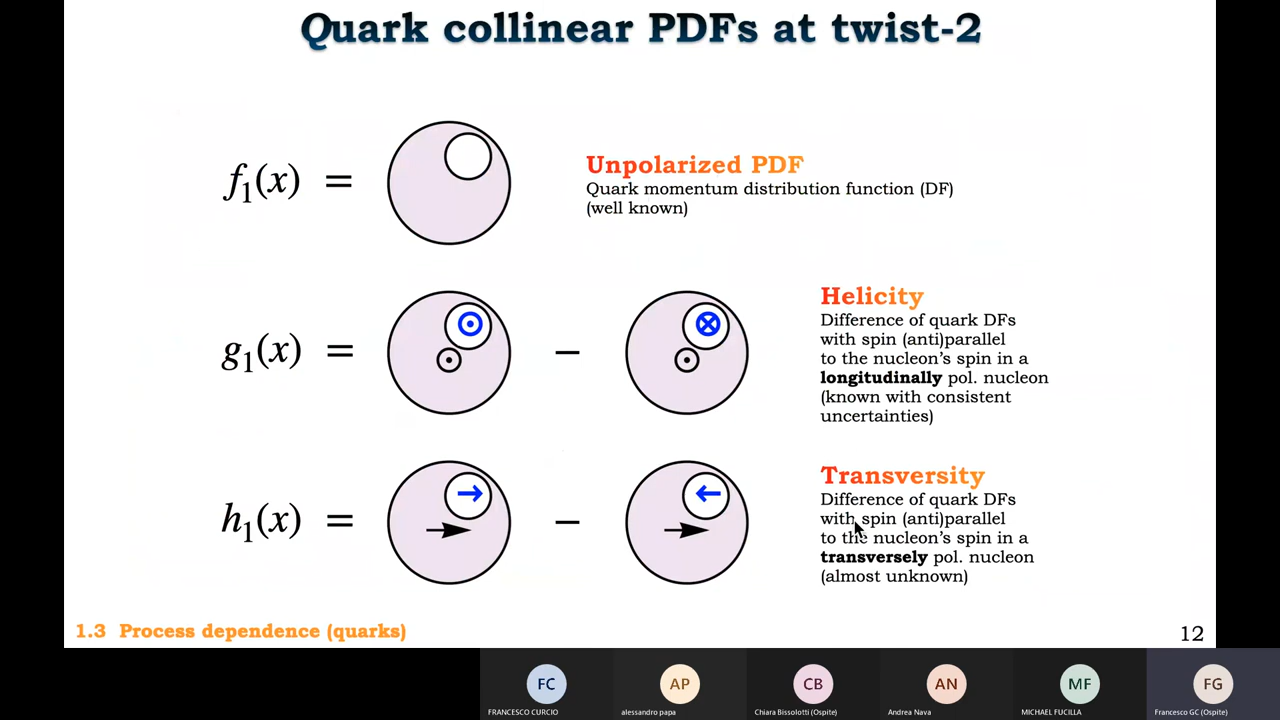 Quark collinear PDFs at twist-2
f₁(x) =
Unpolarized PDF
Quark momentum distribution function (DF)
(well known)
g₁(x) = −
Helicity
Difference of quark DFs
with spin (anti)parallel
to the nucleon's spin in a
longitudinally pol. nucleon
(known with consistent
uncertainties)
h₁(x) = −
Transversity
Difference of quark DFs
with spin (anti)parallel
to the nucleon's spin in a
transversely pol. nucleon
(almost unknown)
1.3 Process dependence (quarks)
12
FC AP CB AN MF FG
FRANCESCO CURCIO alessandro papa Chiara Bissolotti (Ospite) Andrea Nava MICHAEL FUCILLA Francesco GC (Ospite)